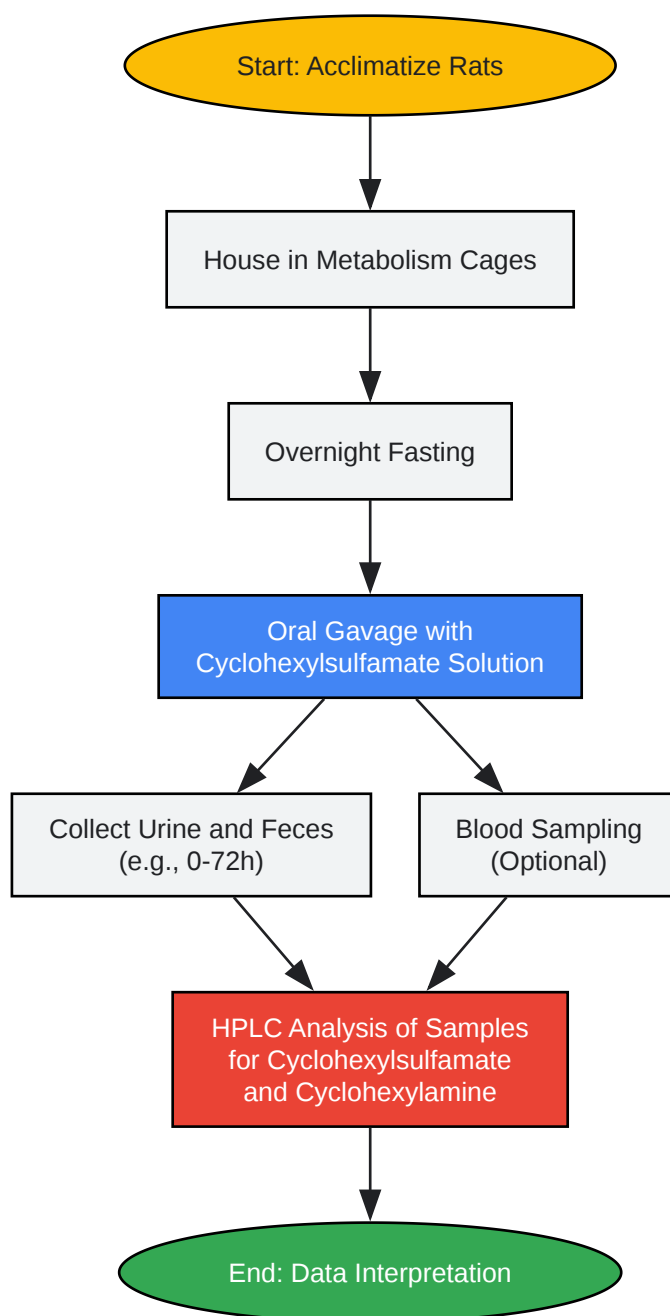 Start: Acclimatize Rats
House in Metabolism Cages
Overnight Fasting
Oral Gavage with
Cyclohexylsulfamate Solution
Collect Urine and Feces
(e.g., 0-72h)
Blood Sampling
(Optional)
HPLC Analysis of Samples
for Cyclohexylsulfamate
and Cyclohexylamine
End: Data Interpretation